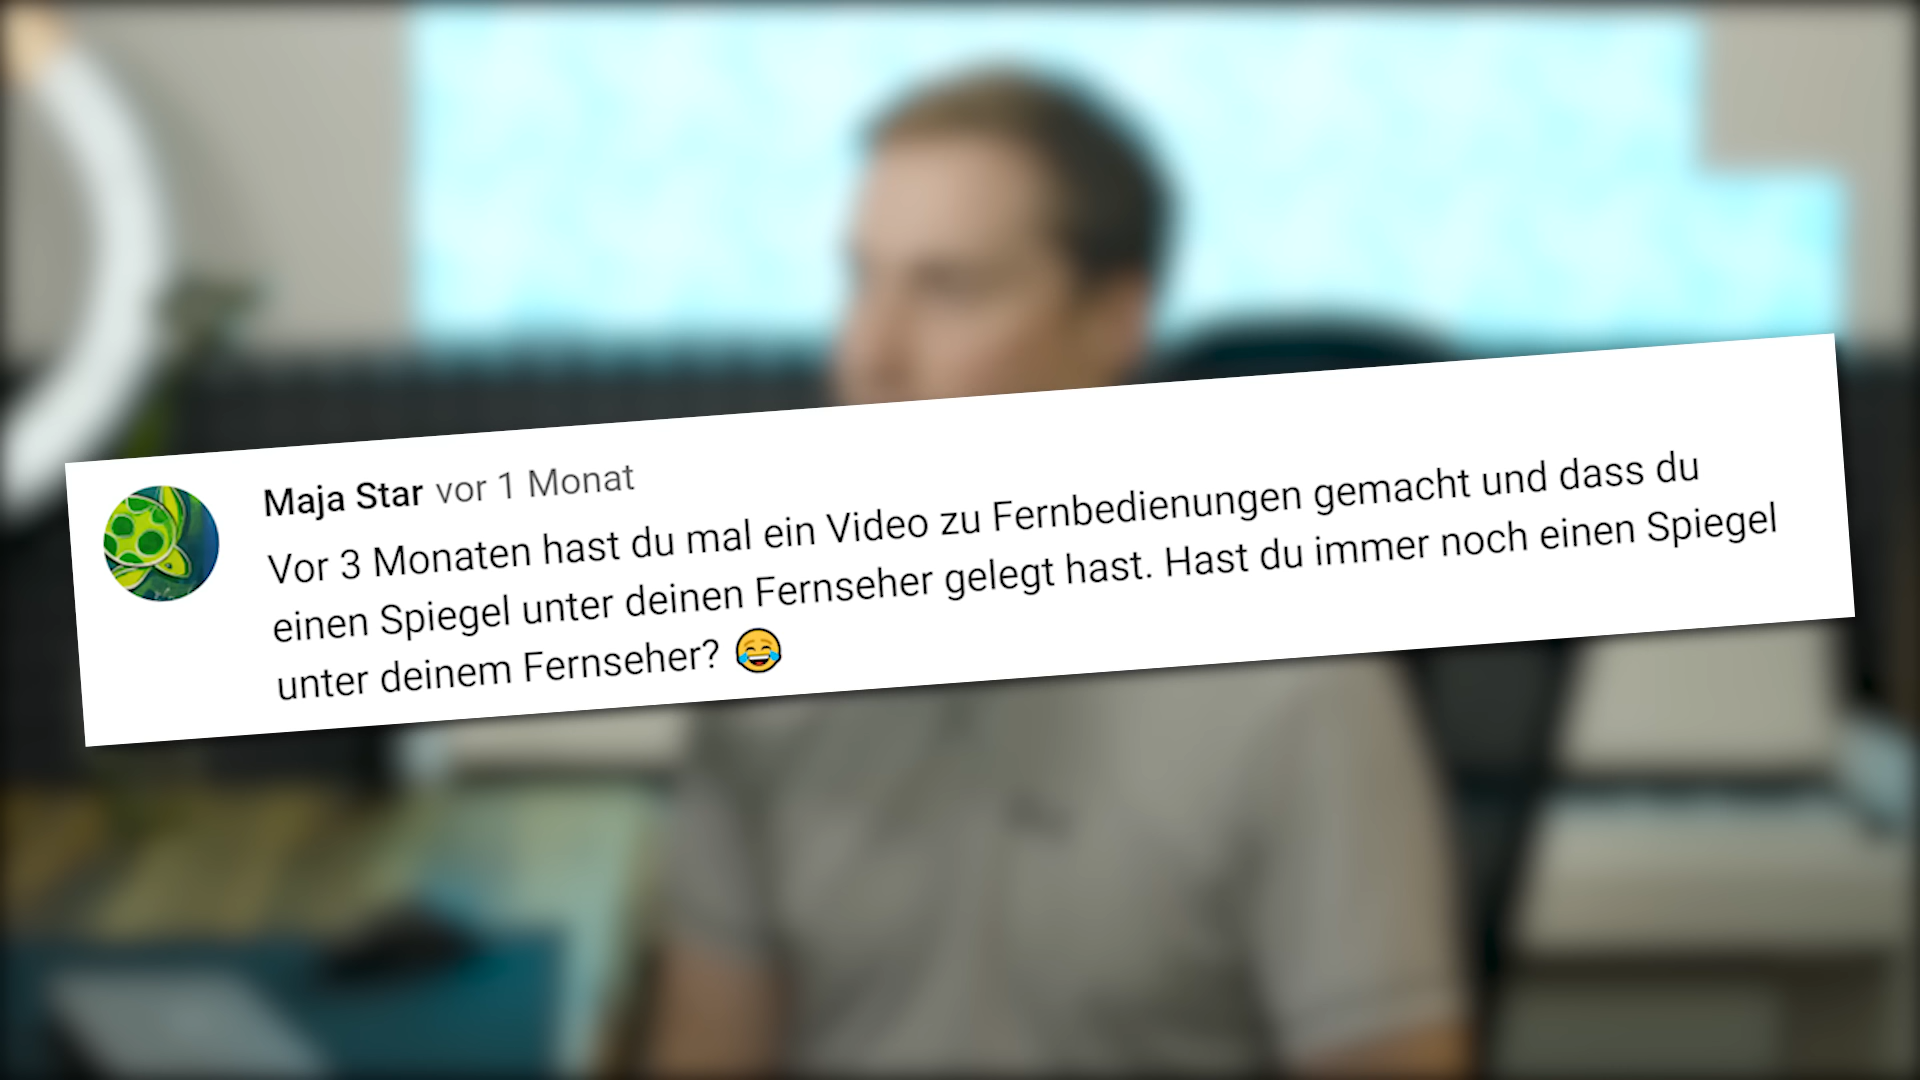 Maja Star vor 1 Monat
Vor 3 Monaten hast du mal ein Video zu Fernbedienungen gemacht und dass du
einen Spiegel unter deinen Fernseher gelegt hast. Hast du immer noch einen Spiegel
unter deinem Fernseher? 😂